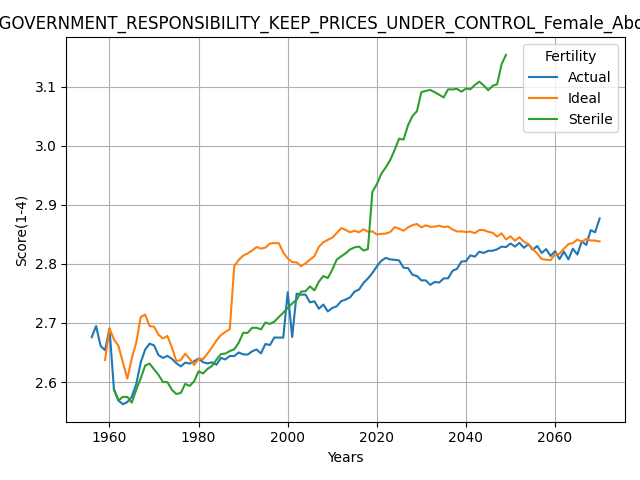 GOVERNMENT_RESPONSIBILITY_KEEP_PRICES_UNDER_CONTROL_Female_Abo
Fertility
Actual
Ideal
Sterile
Score(1-4)
3.1
3.0
2.9
2.8
2.7
2.6
1960 1980 2000 2020 2040 2060
Years